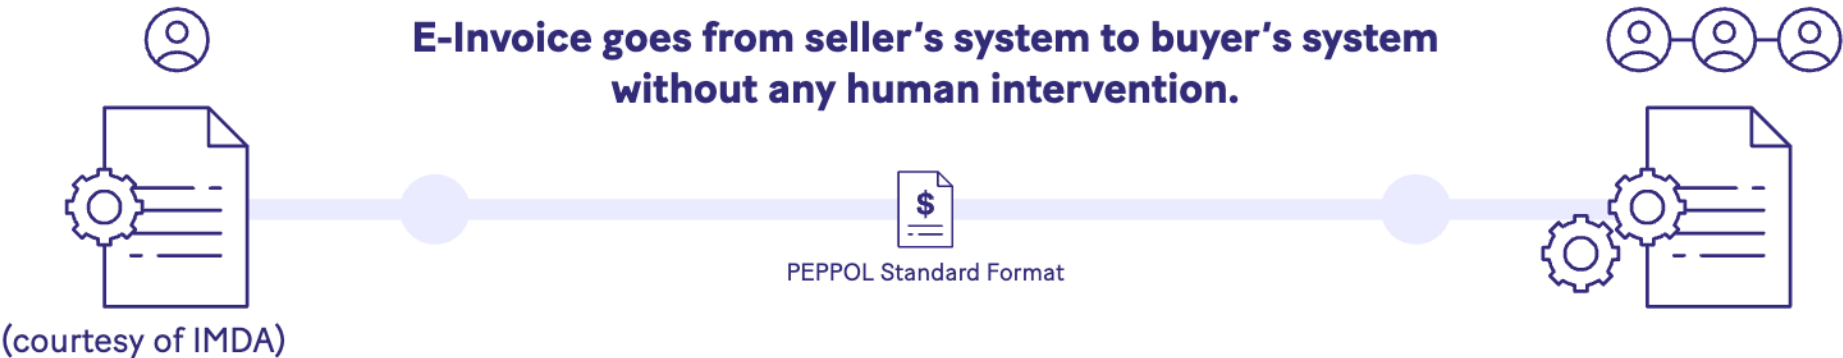 E-Invoice goes from seller’s system to buyer’s system
without any human intervention.
$
PEPPOL Standard Format
(courtesy of IMDA)